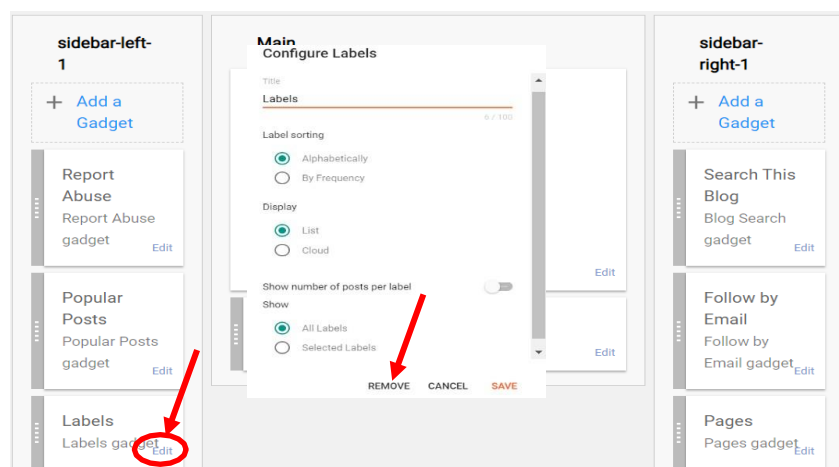 sidebar-left-
1
Add a
Gadget
Report
Abuse
Report Abuse
gadget
Edit
Popular
Posts
Popular Posts
gadget
Edit
Labels
Labels gadget
Edit
Main
Configure Labels
Title
Labels
6 / 100
Label sorting
Alphabetically
By Frequency
Display
List
Cloud
Show number of posts per label
Show
All Labels
Selected Labels
REMOVE CANCEL SAVE
Edit
Edit
sidebar-
right-1
Add a
Gadget
Search This
Blog
Blog Search
gadget
Edit
Follow by
Email
Follow by
Email gadget
Edit
Pages
Pages gadget
Edit